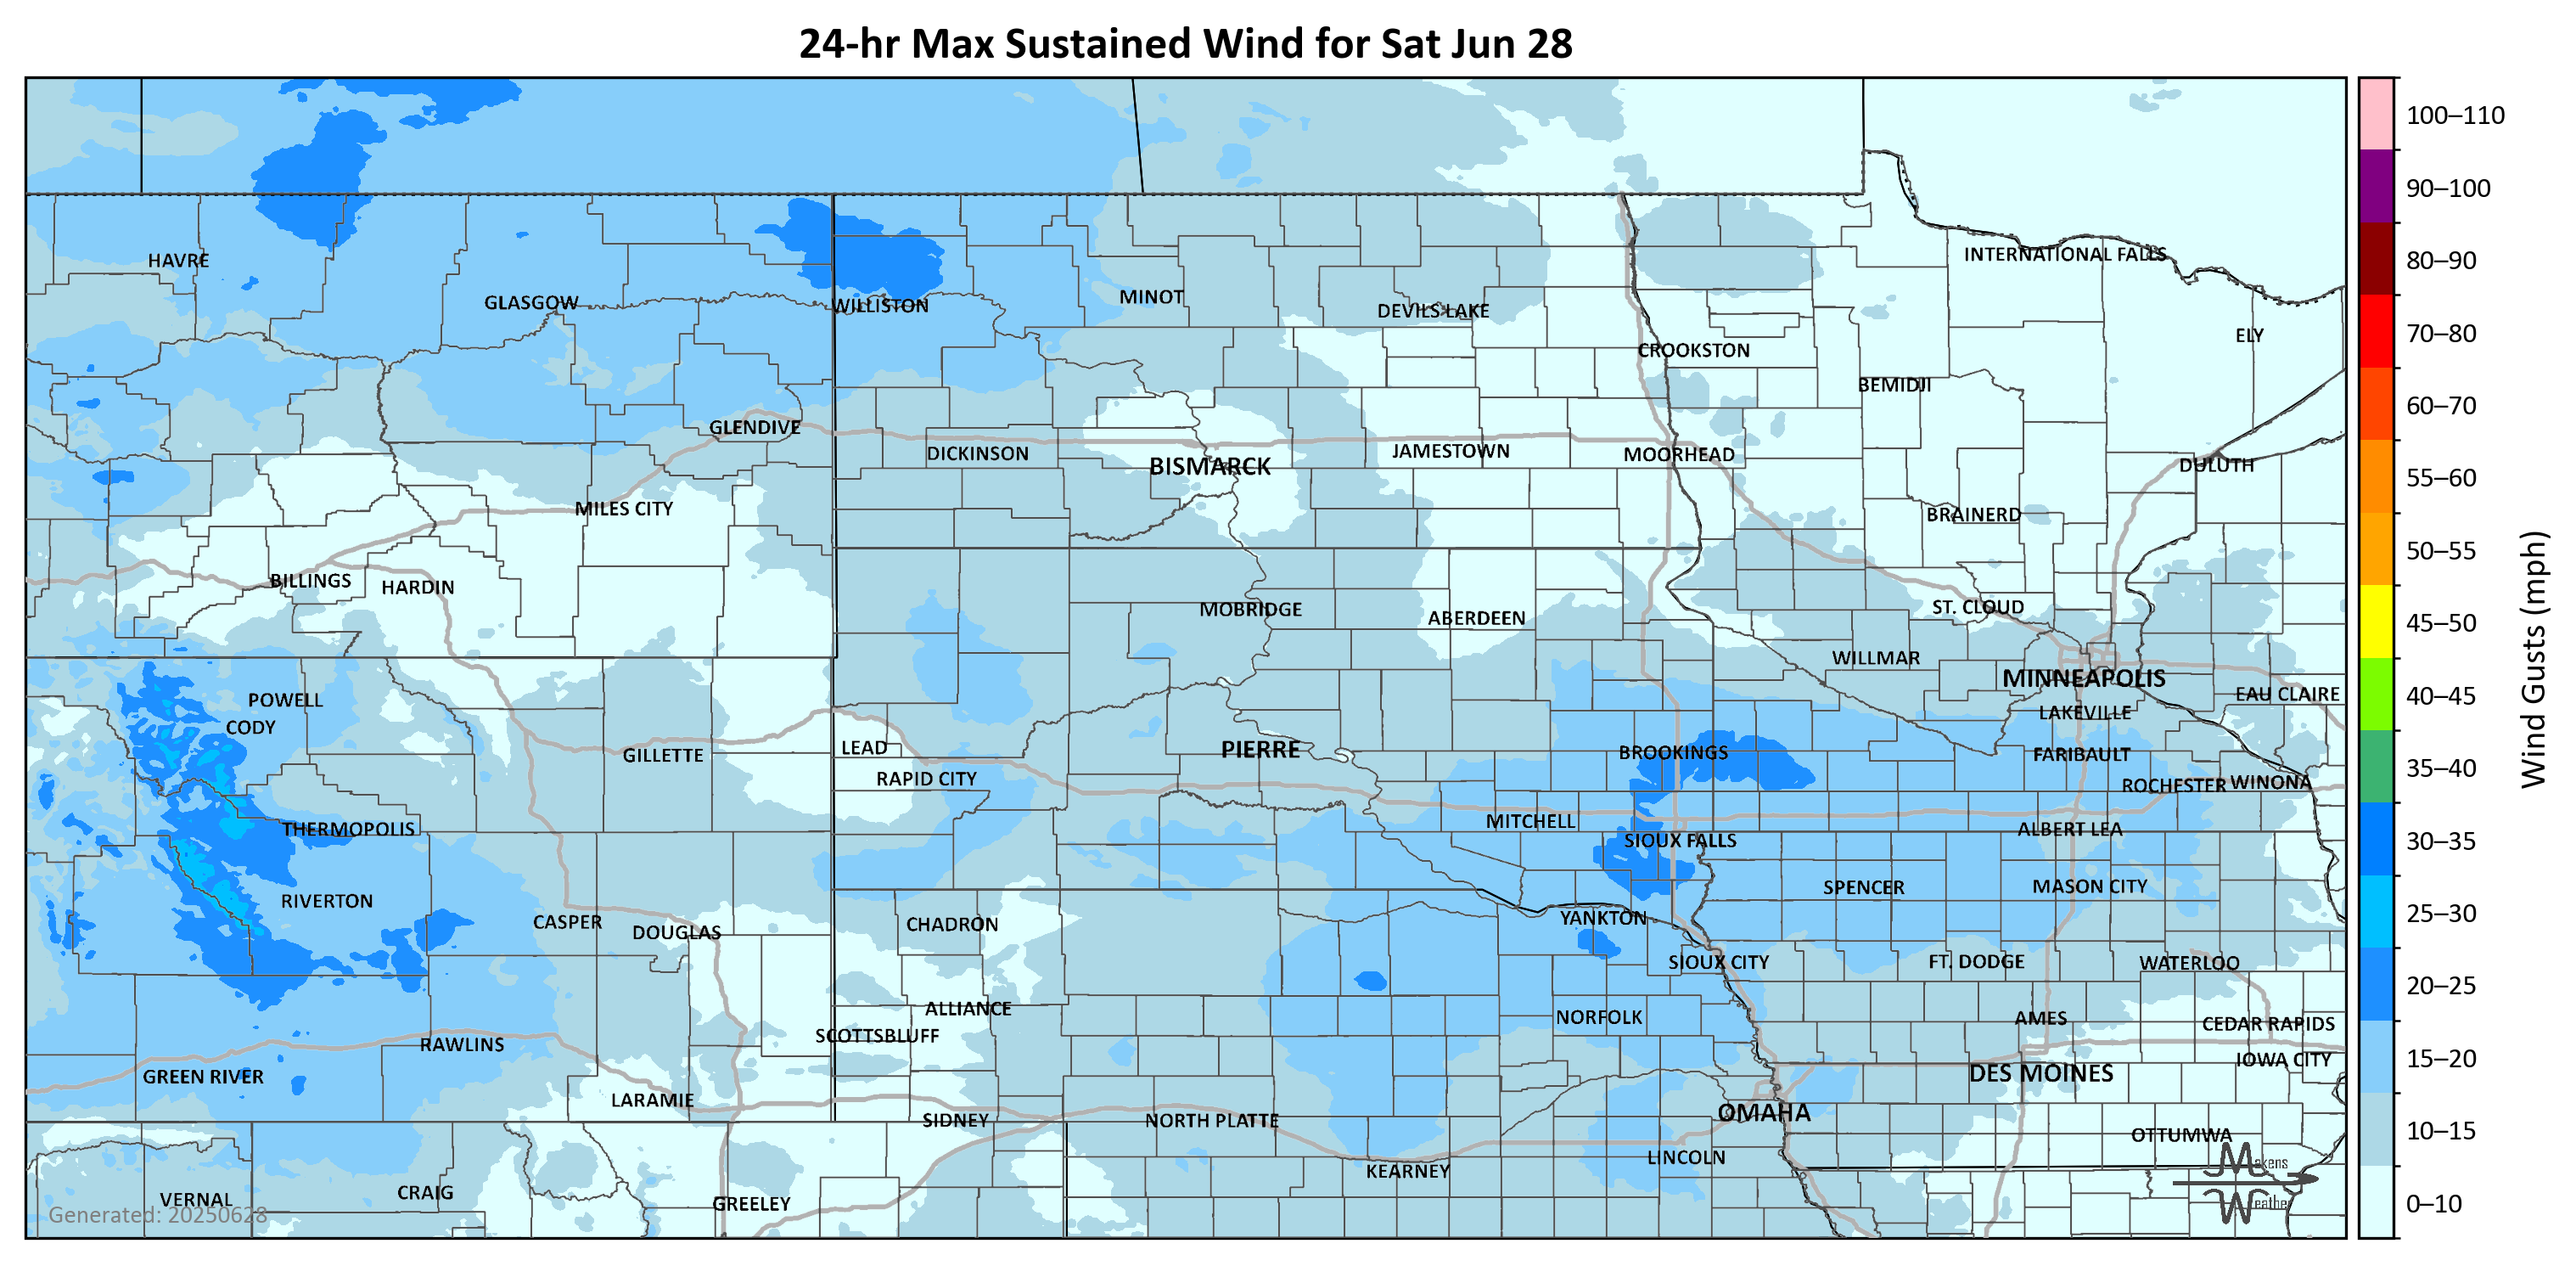 24-hr Max Sustained Wind for Sat Jun 28
HAVRE
GLASGOW
WILLISTON
MINOT
DEVILS LAKE
INTERNATIONAL FALLS
ELY
CROOKSTON
BEMIDJI
GLENDIVE
DICKINSON
BISMARCK
JAMESTOWN
MOORHEAD
DULUTH
MILES CITY
BRAINERD
BILLINGS
HARDIN
MOBRIDGE
ABERDEEN
ST. CLOUD
WILLMAR
MINNEAPOLIS
EAU CLAIRE
POWELL
CODY
LAKEVILLE
GILLETTE
LEAD
PIERRE
BROOKINGS
FARIBAULT
RAPID CITY
ROCHESTER
WINONA
THERMOPOLIS
MITCHELL
SIOUX FALLS
ALBERT LEA
RIVERTON
SPENCER
MASON CITY
CASPER
DOUGLAS
CHADRON
YANKTON
SIOUX CITY
FT. DODGE
WATERLOO
ALLIANCE
SCOTTSBLUFF
NORFOLK
AMES
CEDAR RAPIDS
RAWLINS
IOWA CITY
GREEN RIVER
DES MOINES
LARAMIE
SIDNEY
NORTH PLATTE
OMAHA
OTTUMWA
KEARNEY
LINCOLN
VERNAL
CRAIG
GREELEY
Generated: 20250628
Makens
Weather
100–110
90–100
80–90
70–80
60–70
55–60
50–55
45–50
40–45
35–40
30–35
25–30
20–25
15–20
10–15
0–10
Wind Gusts (mph)